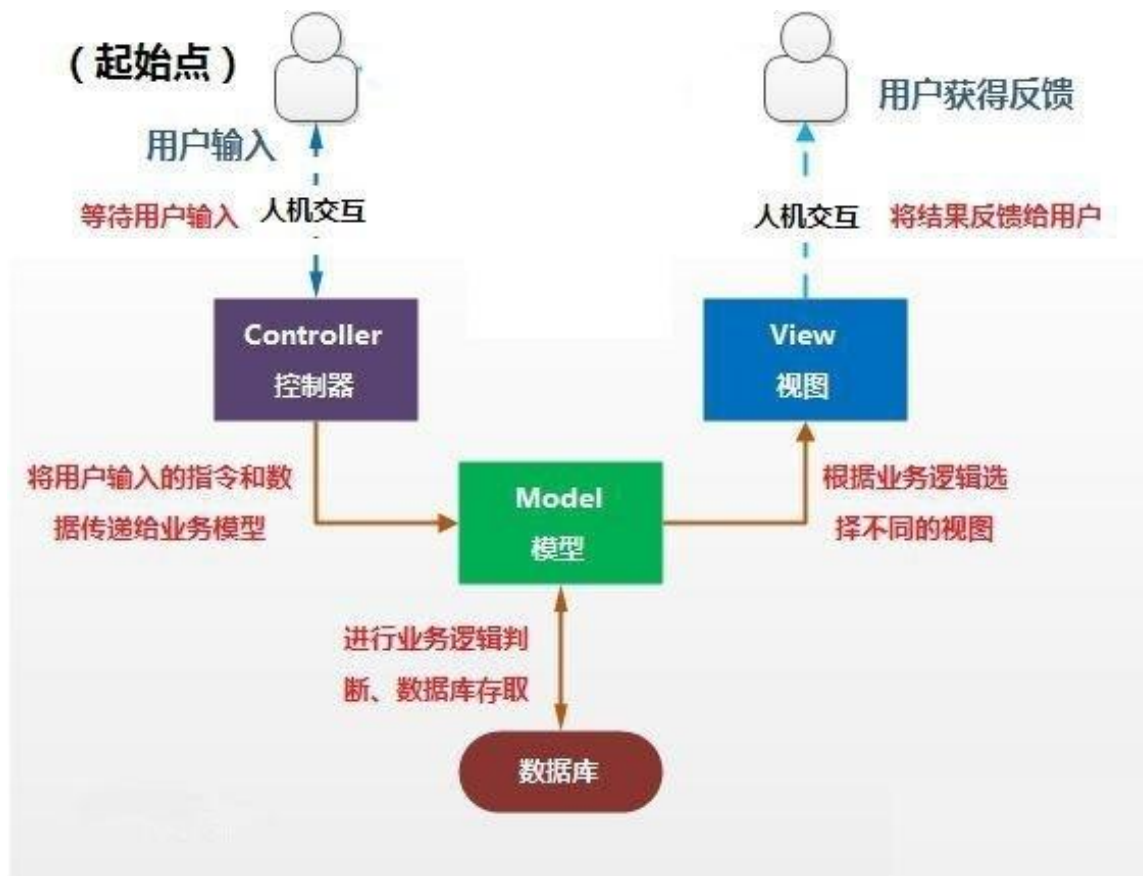 （起始点）
用户输入
等待用户输入
人机交互
Controller
控制器
将用户输入的指令和数
据传递给业务模型
Model
模型
进行业务逻辑判
断、数据库存取
数据库
根据业务逻辑选
择不同的视图
View
视图
人机交互
将结果反馈给用户
用户获得反馈